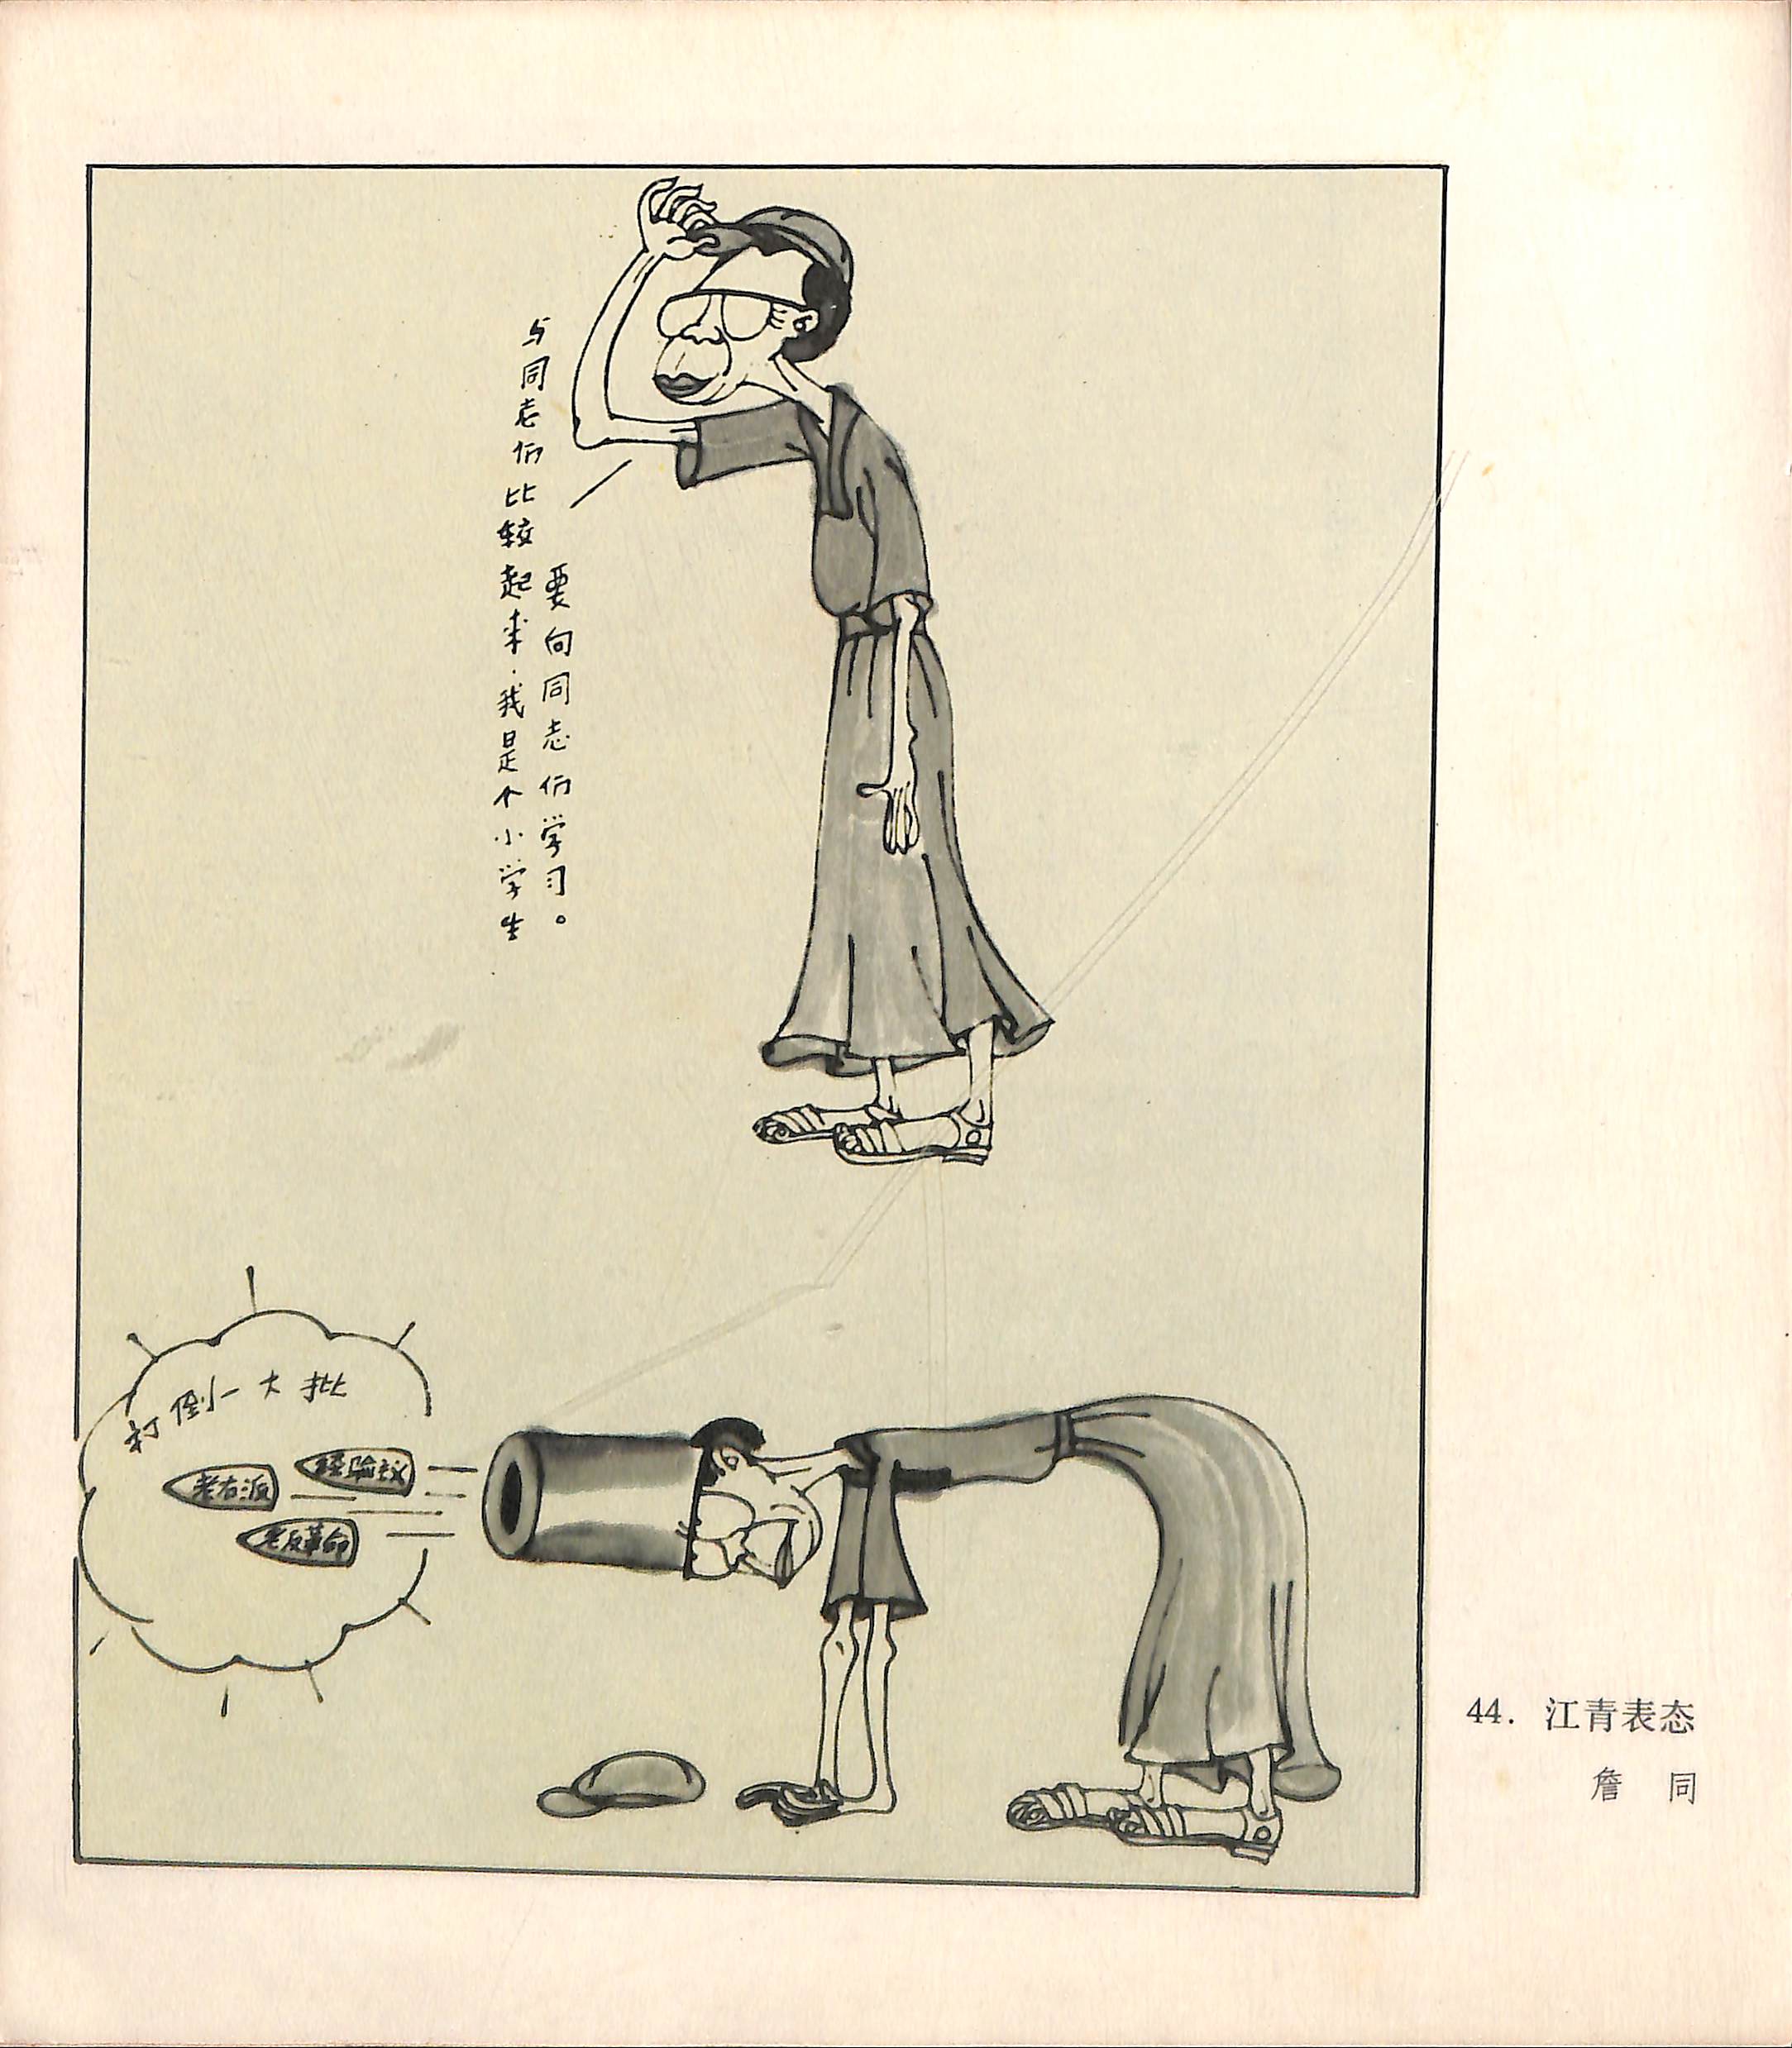 与同志们比较起来,我是个小学生
要向同志们学习。
打倒一大批
老右派
经验主义
老反革命
44. 江青表态
詹 同